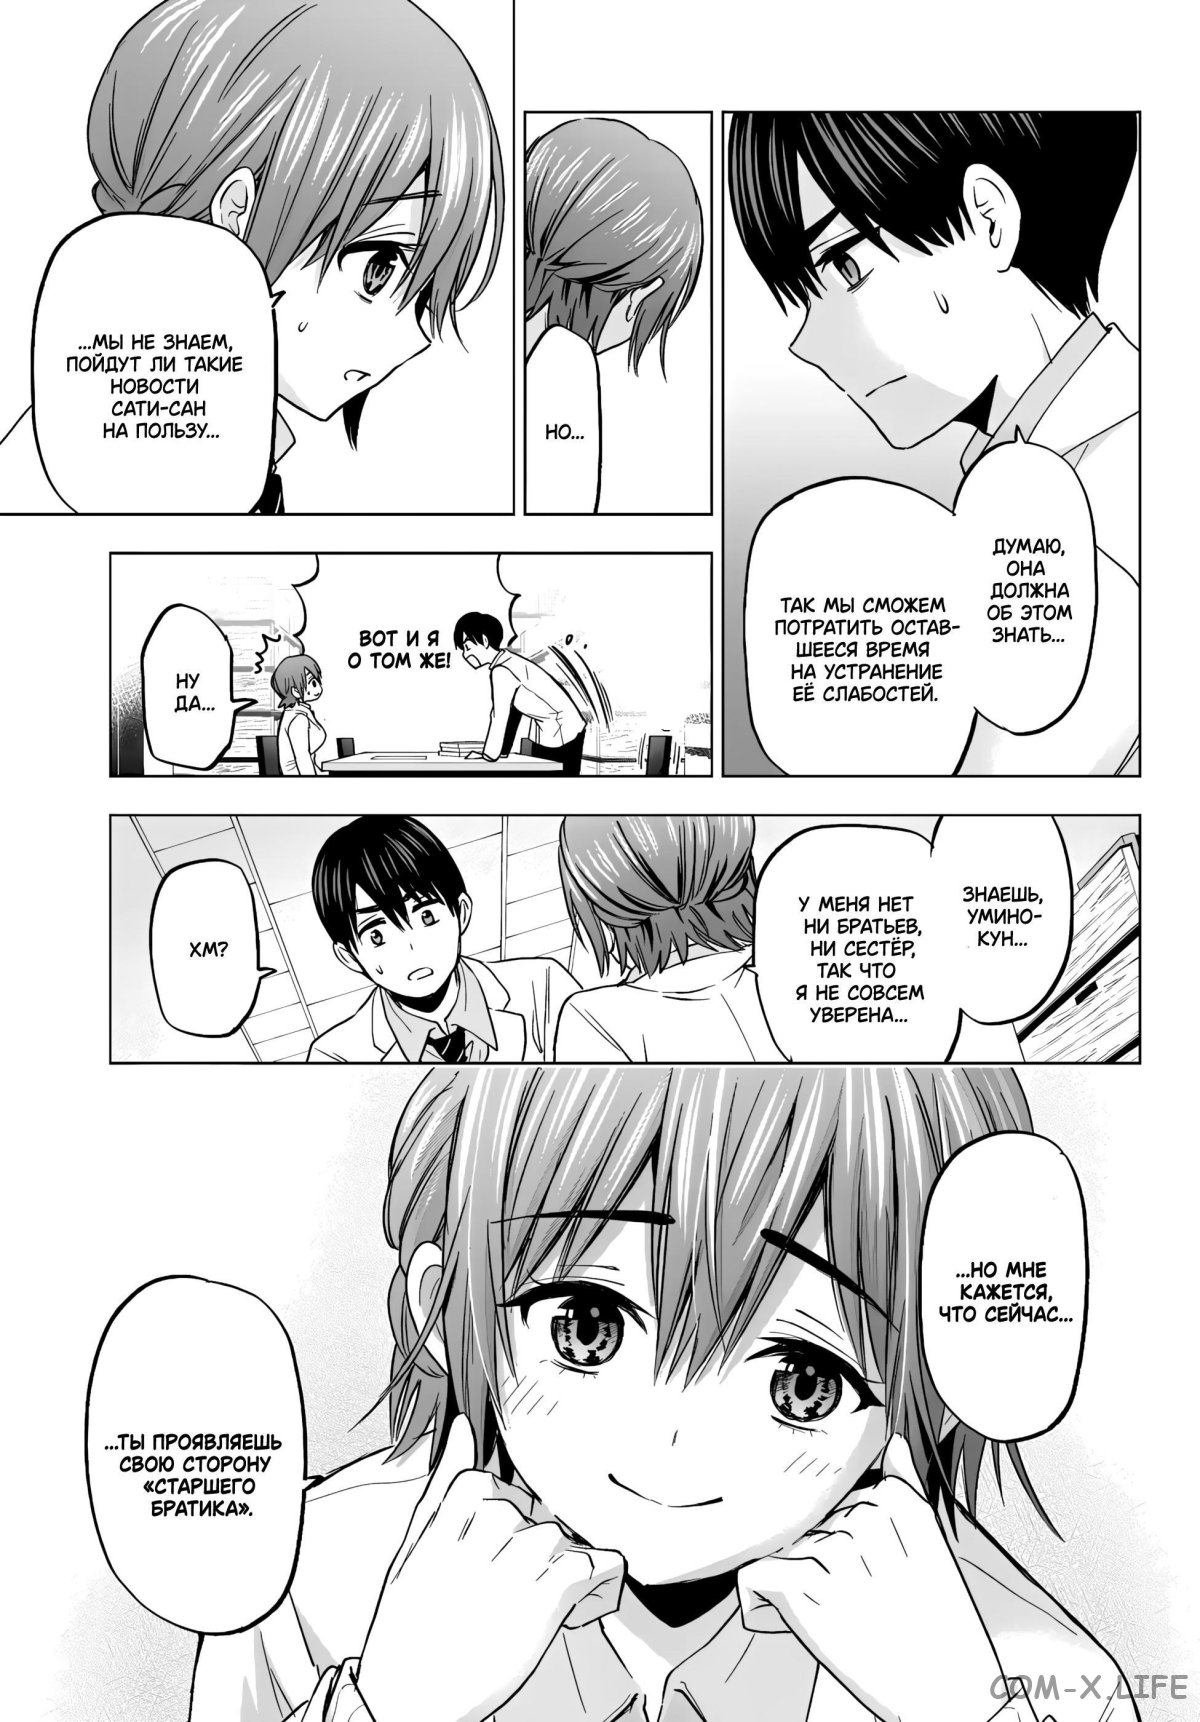 ДУМАЮ,
ОНА
ДОЛЖНА
ОБ ЭТОМ
ЗНАТЬ...
ТАК МЫ СМОЖЕМ
ПОТРАТИТЬ ОСТАВ-
ШЕЕСЯ ВРЕМЯ
НА УСТРАНЕНИЕ
ЕЁ СЛАБОСТЕЙ.
НО...
...МЫ НЕ ЗНАЕМ,
ПОЙДУТ ЛИ ТАКИЕ
НОВОСТИ
САТИ-САН
НА ПОЛЬЗУ...
ВОТ И Я
О ТОМ ЖЕ!
НУ
ДА...
ЗНАЕШЬ,
УМИНО-
КУН...
У МЕНЯ НЕТ
НИ БРАТЬЕВ,
НИ СЕСТЁР,
ТАК ЧТО
Я НЕ СОВСЕМ
УВЕРЕНА...
ХМ?
...НО МНЕ
КАЖЕТСЯ,
ЧТО СЕЙЧАС...
...ТЫ ПРОЯВЛЯЕШЬ
СВОЮ СТОРОНУ
«СТАРШЕГО
БРАТИКА».
COM-X.LIFE